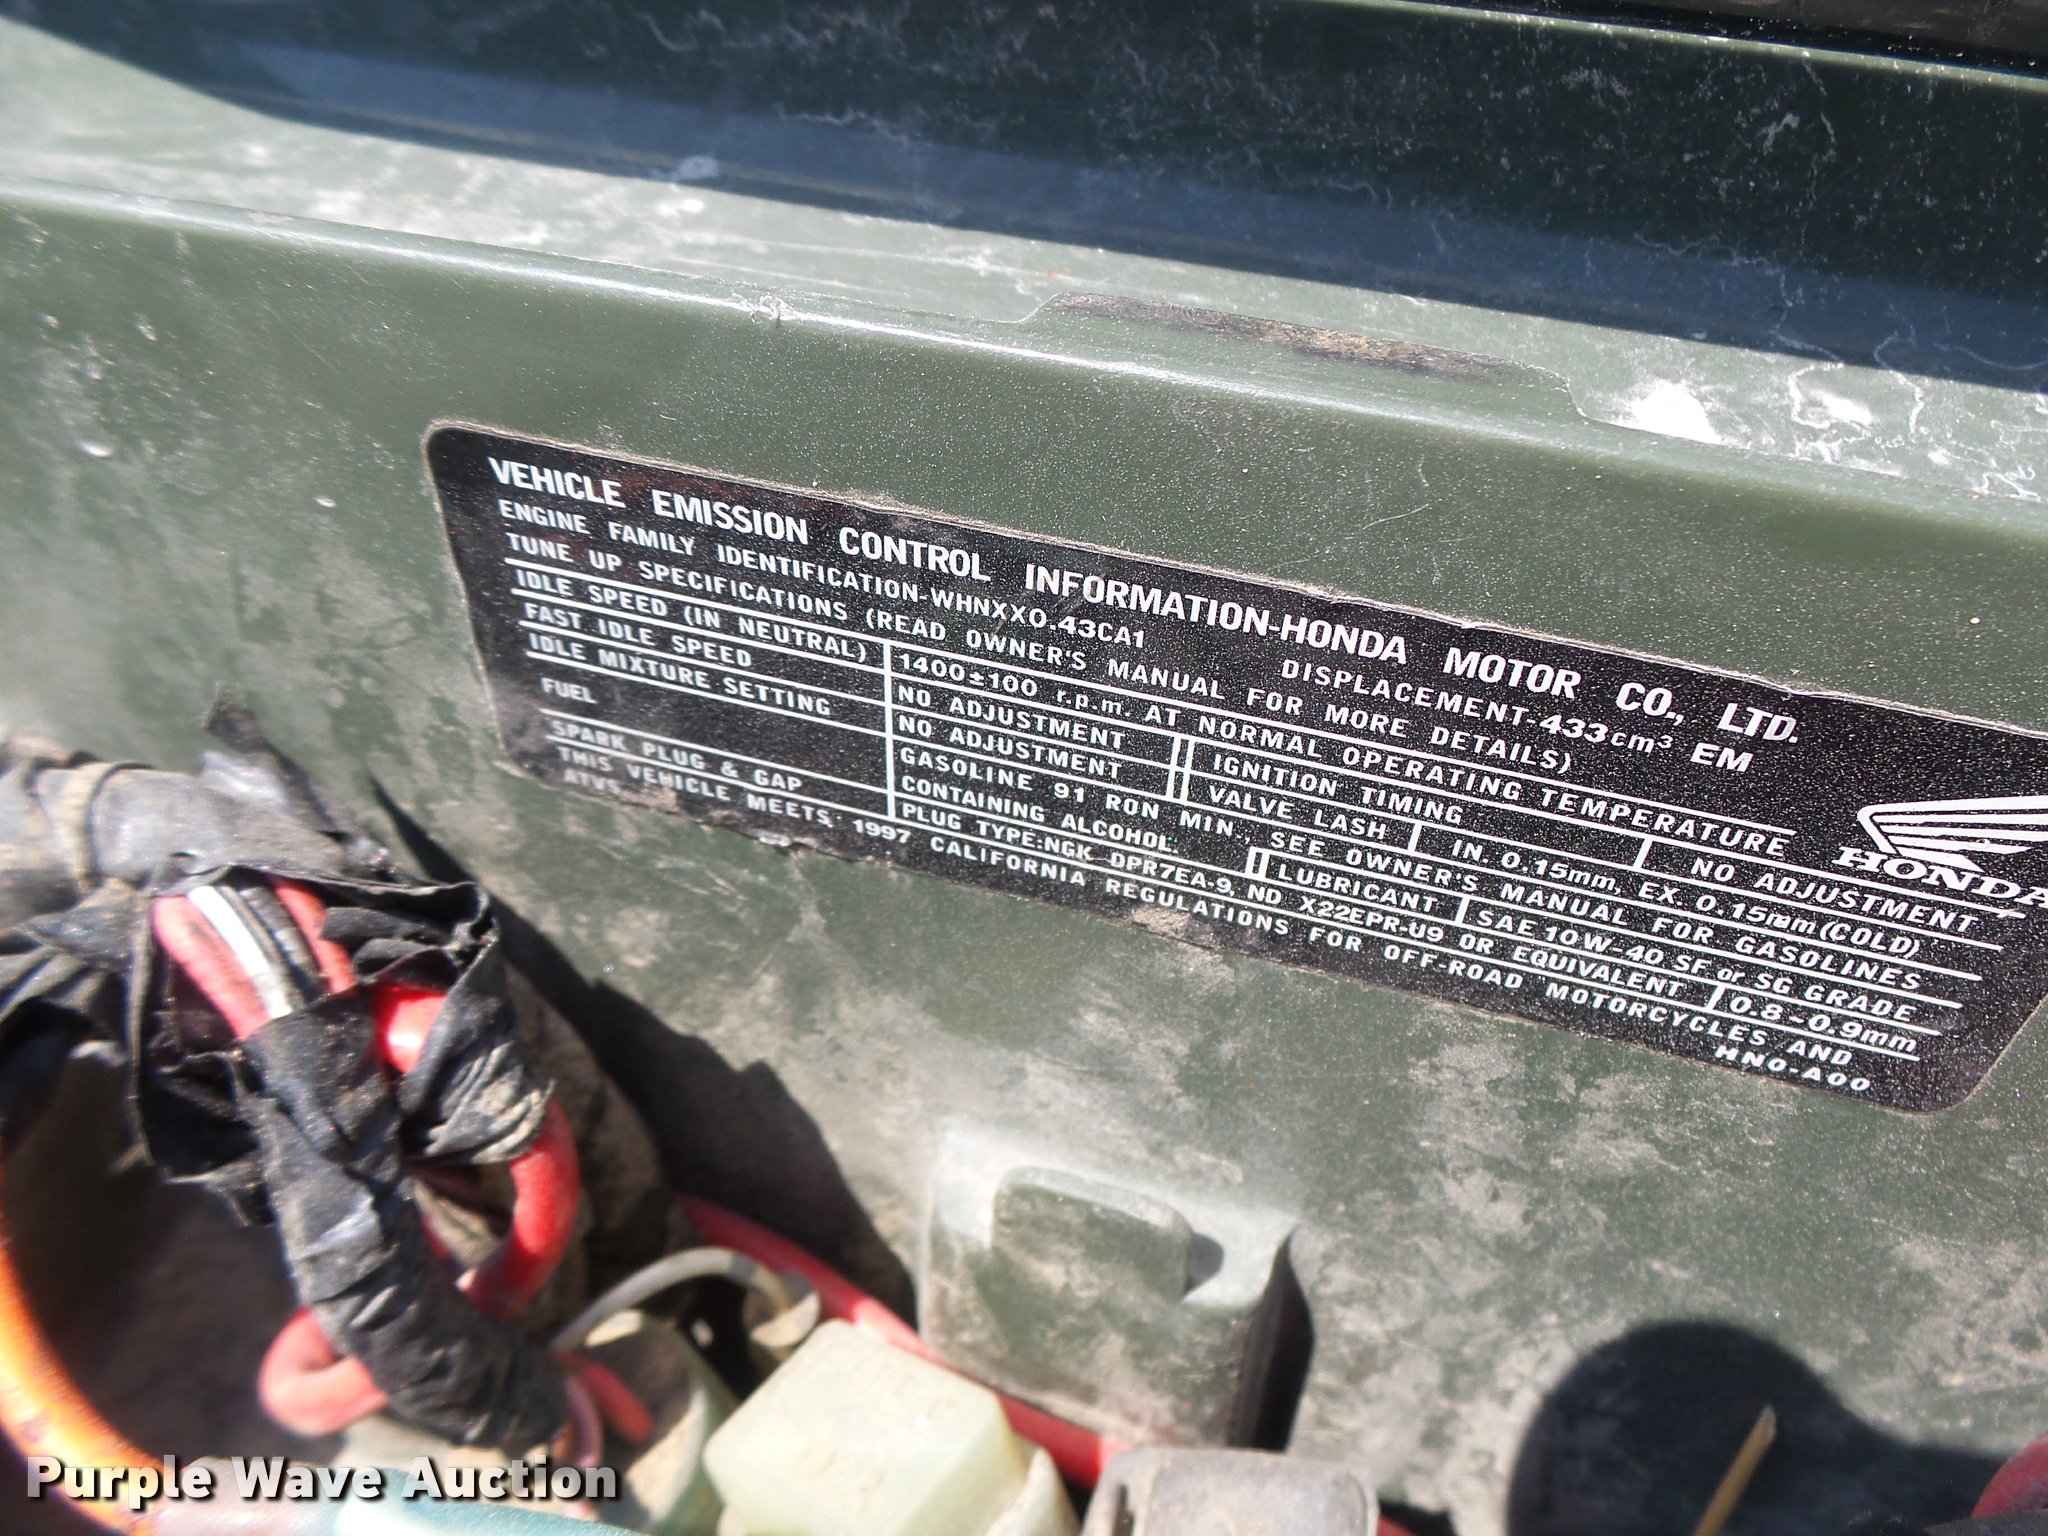 VEHICLE EMISSION CONTROL INFORMATION-HONDA MOTOR CO., LTD.
ENGINE FAMILY IDENTIFICATION-WHNXX0.43CA1 DISPLACEMENT-433cm³ EM
TUNE UP SPECIFICATIONS (READ OWNER'S MANUAL FOR MORE DETAILS)
IDLE SPEED (IN NEUTRAL) 1400±100 r.p.m. AT NORMAL OPERATING TEMPERATURE
FAST IDLE SPEED NO ADJUSTMENT IGNITION TIMING NO ADJUSTMENT
IDLE MIXTURE SETTING NO ADJUSTMENT VALVE LASH IN. 0.15mm, EX. 0.15mm (COLD)
FUEL GASOLINE 91 RON MIN., SEE OWNER'S MANUAL FOR GASOLINES
CONTAINING ALCOHOL. LUBRICANT SAE 10W-40 SF or SG GRADE
SPARK PLUG & GAP PLUG TYPE:NGK DPR7EA-9, ND X22EPR-U9 OR EQUIVALENT 0.8~0.9mm
THIS VEHICLE MEETS 1997 CALIFORNIA REGULATIONS FOR OFF-ROAD MOTORCYCLES AND
ATVS. HN0-A00
HONDA
Purple Wave Auction